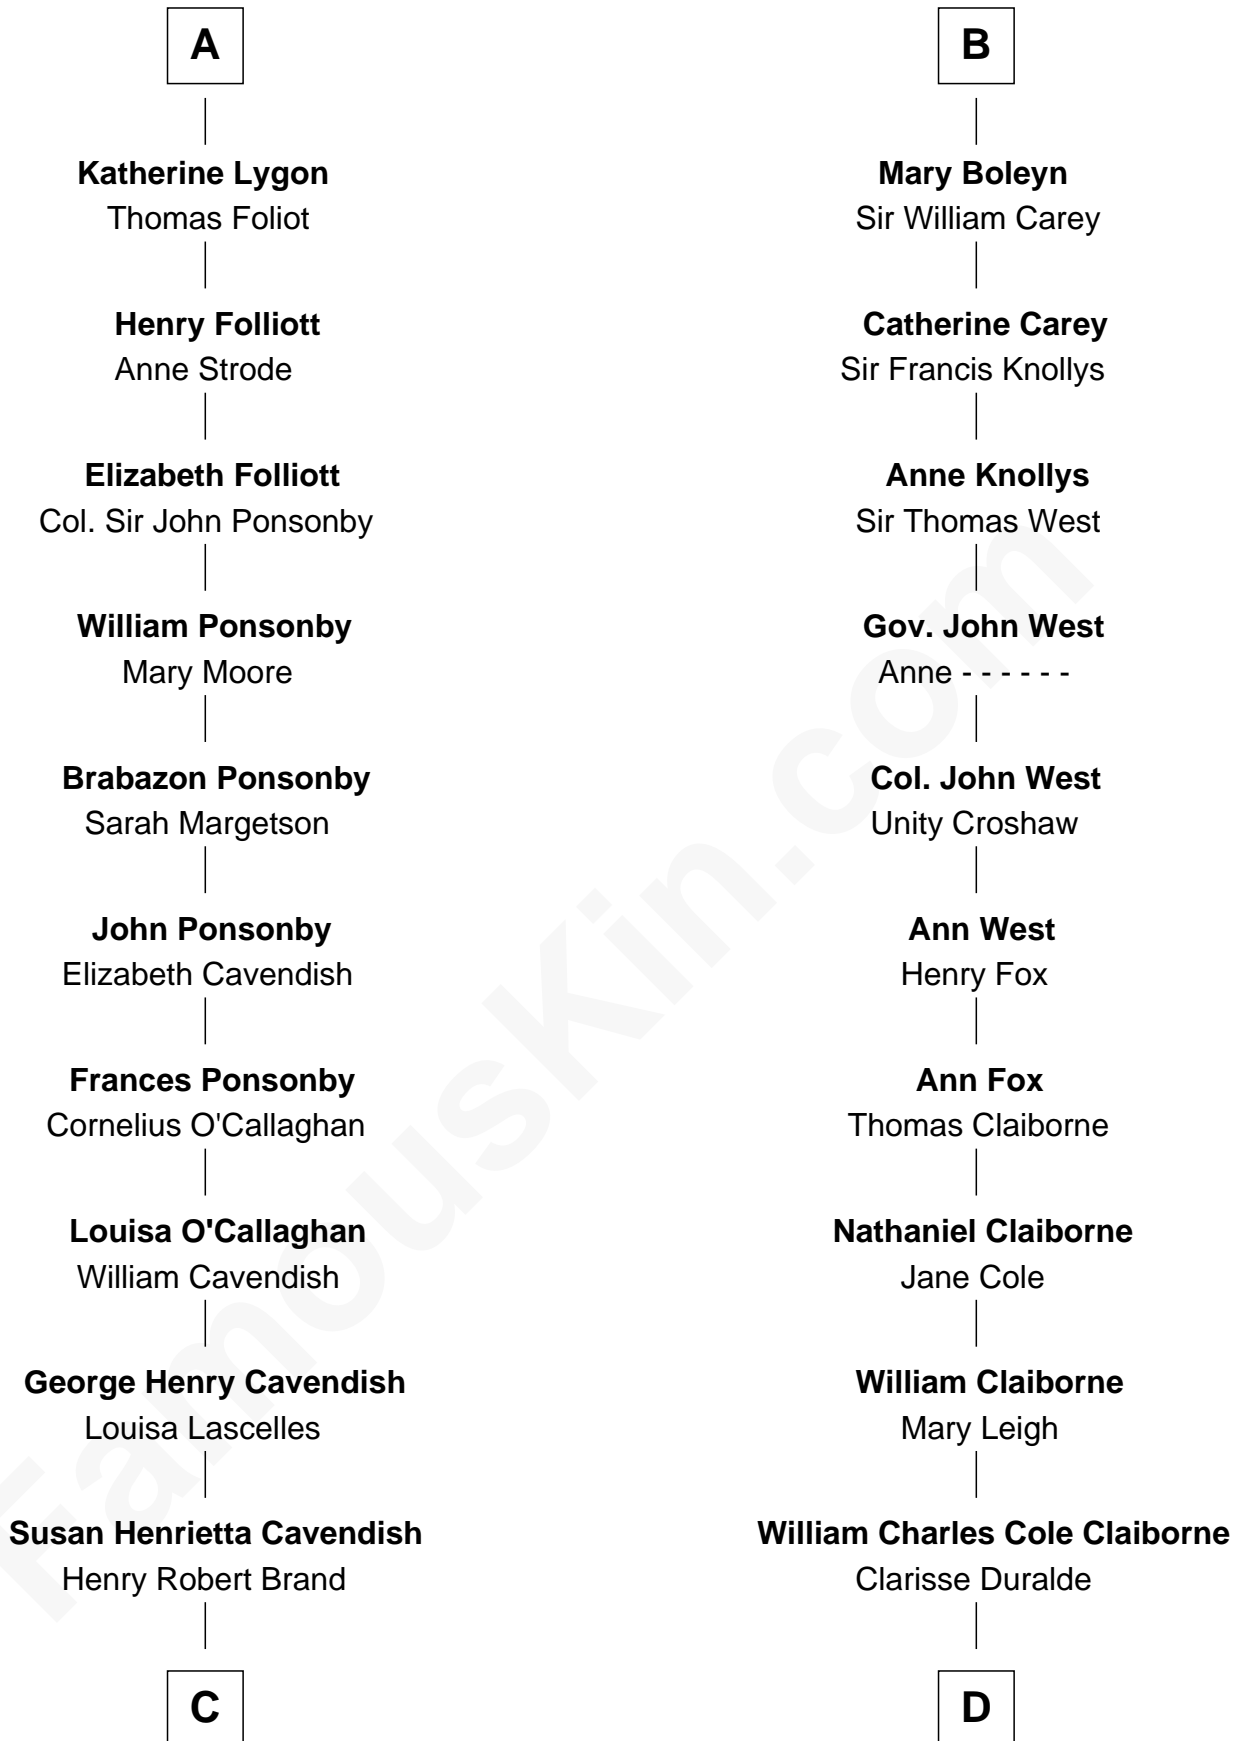 A
Katherine Lygon
Thomas Foliot
Henry Folliott
Anne Strode
Elizabeth Folliott
Col. Sir John Ponsonby
William Ponsonby
Mary Moore
Brabazon Ponsonby
Sarah Margetson
John Ponsonby
Elizabeth Cavendish
Frances Ponsonby
Cornelius O'Callaghan
Louisa O'Callaghan
William Cavendish
George Henry Cavendish
Louisa Lascelles
Susan Henrietta Cavendish
Henry Robert Brand
C
B
Mary Boleyn
Sir William Carey
Catherine Carey
Sir Francis Knollys
Anne Knollys
Sir Thomas West
Gov. John West
Anne - - - - - -
Col. John West
Unity Croshaw
Ann West
Henry Fox
Ann Fox
Thomas Claiborne
Nathaniel Claiborne
Jane Cole
William Claiborne
Mary Leigh
William Charles Cole Claiborne
Clarisse Duralde
D
FamousKin.com